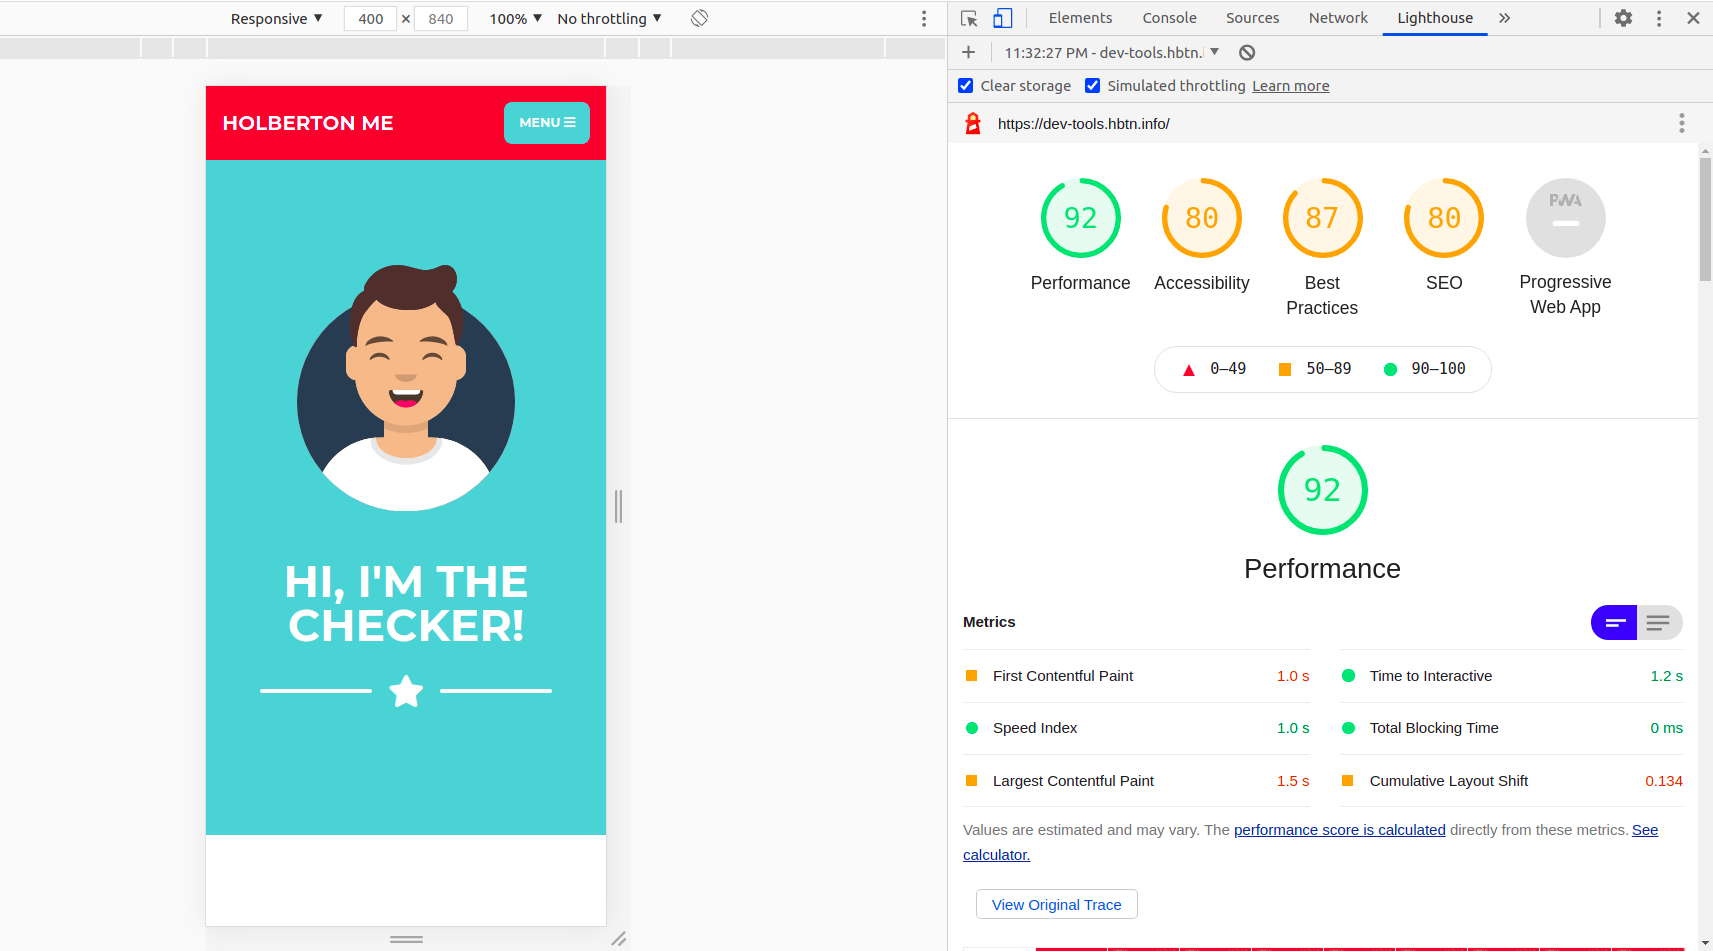 Responsive ▼ 400 × 840 100% ▼ No throttling ▼
Elements Console Sources Network Lighthouse »
11:32:27 PM - dev-tools.hbtn. ▼
Clear storage Simulated throttling Learn more
https://dev-tools.hbtn.info/
HOLBERTON ME
MENU
HI, I'M THE
CHECKER!
92 80 87 80 PWA
Performance Accessibility Best Practices SEO Progressive Web App
0–49 50–89 90–100
92
Performance
Metrics
First Contentful Paint 1.0 s
Time to Interactive 1.2 s
Speed Index 1.0 s
Total Blocking Time 0 ms
Largest Contentful Paint 1.5 s
Cumulative Layout Shift 0.134
Values are estimated and may vary. The performance score is calculated directly from these metrics. See
calculator.
View Original Trace